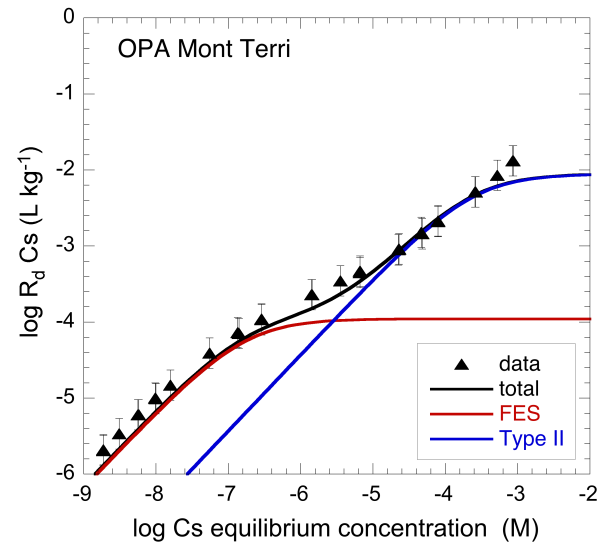 OPA Mont Terri
0
-1
-2
-3
-4
-5
-6
log R_d Cs (L kg⁻¹)
data
total
FES
Type II
-9 -8 -7 -6 -5 -4 -3 -2
log Cs equilibrium concentration (M)